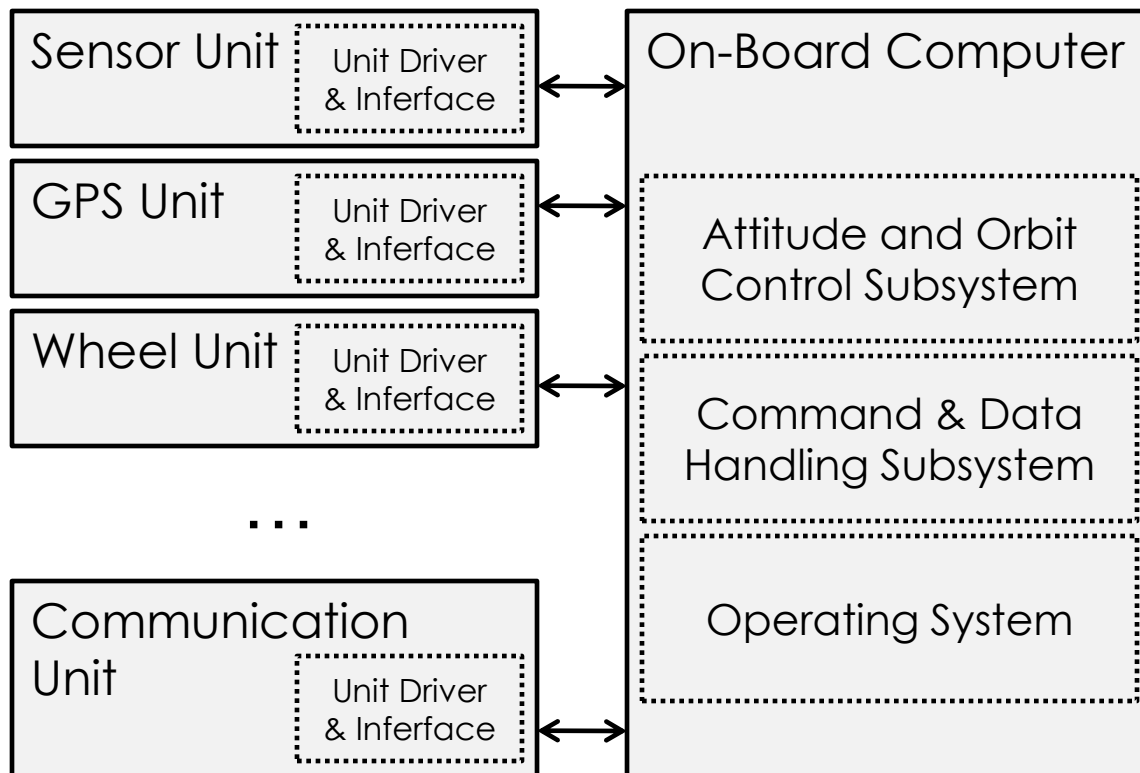 Sensor Unit
Unit Driver
& Inferface
GPS Unit
Unit Driver
& Inferface
Wheel Unit
Unit Driver
& Inferface
...
Communication
Unit
Unit Driver
& Inferface
On-Board Computer
Attitude and Orbit
Control Subsystem
Command & Data
Handling Subsystem
Operating System